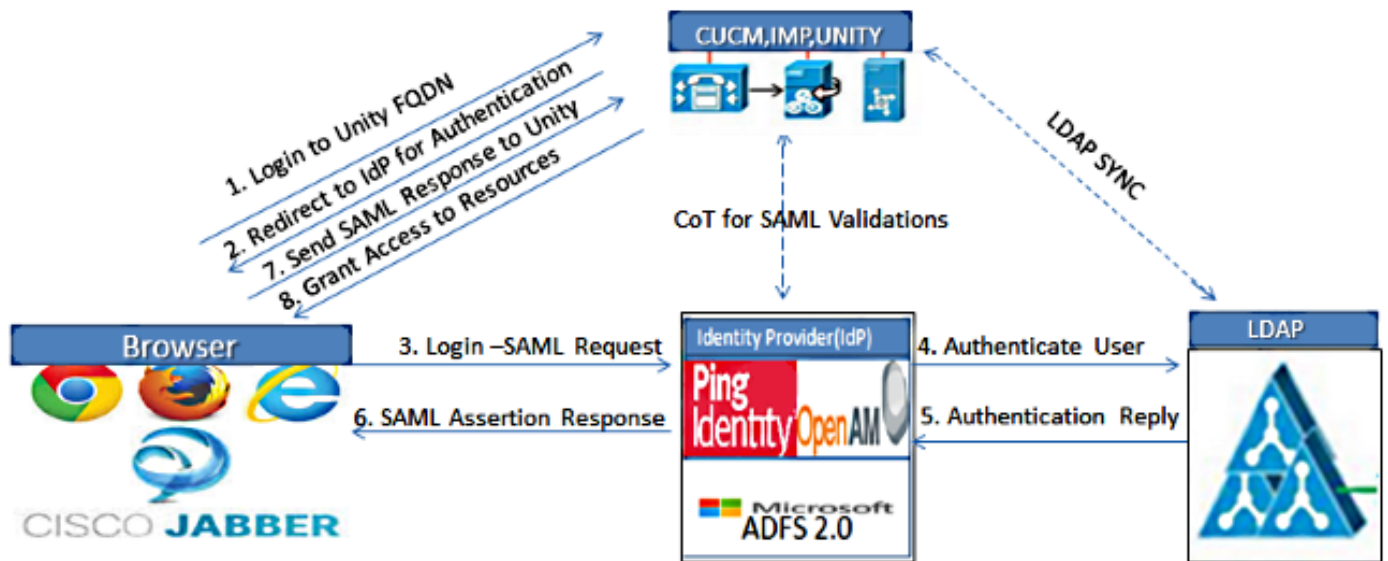 CUCM,IMP,UNITY
1. Login to Unity FQDN
2. Redirect to IdP for Authentication
7. Send SAML Response to Unity
8. Grant Access to Resources
LDAP SYNC
CoT for SAML Validations
Browser
3. Login –SAML Request
Identity Provider(IdP)
4. Authenticate User
LDAP
Ping
Identity
OpenAM
6. SAML Assertion Response
5. Authentication Reply
CISCO JABBER
Microsoft
ADFS 2.0